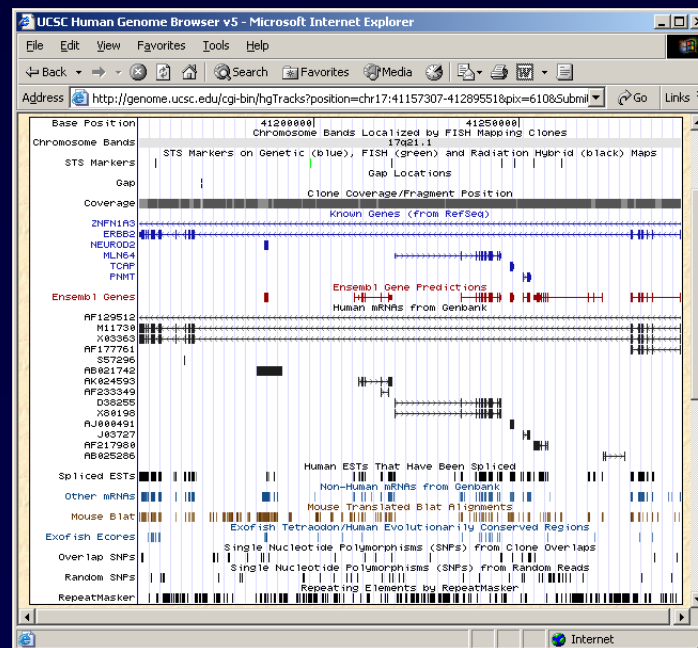 UCSC Human Genome Browser v5 - Microsoft Internet Explorer
File Edit View Favorites Tools Help
Back Search Favorites Media
Address http://genome.ucsc.edu/cgi-bin/hgTracks?position=chr17:41157307-41289551&pix=610&Submi Go Links
Base Position 41200000 41250000
Chromosome Bands Localized by FISH Mapping Clones
Chromosome Bands 17q21.1
STS Markers on Genetic (blue), FISH (green) and Radiation Hybrid (black) Maps
STS Markers
Gap Locations
Gap
Clone Coverage/Fragment Position
Coverage
Known Genes (from RefSeq)
ZNFN1A3
ERBB2
NEUROD2
MLN64
TCAP
PNMT
Ensembl Gene Predictions
Ensembl Genes
Human mRNAs from Genbank
AF129512
M11730
X03363
AF177761
S57296
AB021742
AK024593
AF233349
D38255
X80198
AJ000491
J03727
AF217980
AB025286
Human ESTs That Have Been Spliced
Spliced ESTs
Non-Human mRNAs from Genbank
Other mRNAs
Mouse Translated Blat Alignments
Mouse Blat
Exofish Tetraodon/Human Evolutionarily Conserved Regions
Exofish Ecores
Single Nucleotide Polymorphisms (SNPs) from Clone Overlaps
Overlap SNPs
Single Nucleotide Polymorphisms (SNPs) from Random Reads
Random SNPs
Repeating Elements by RepeatMasker
RepeatMasker
Internet